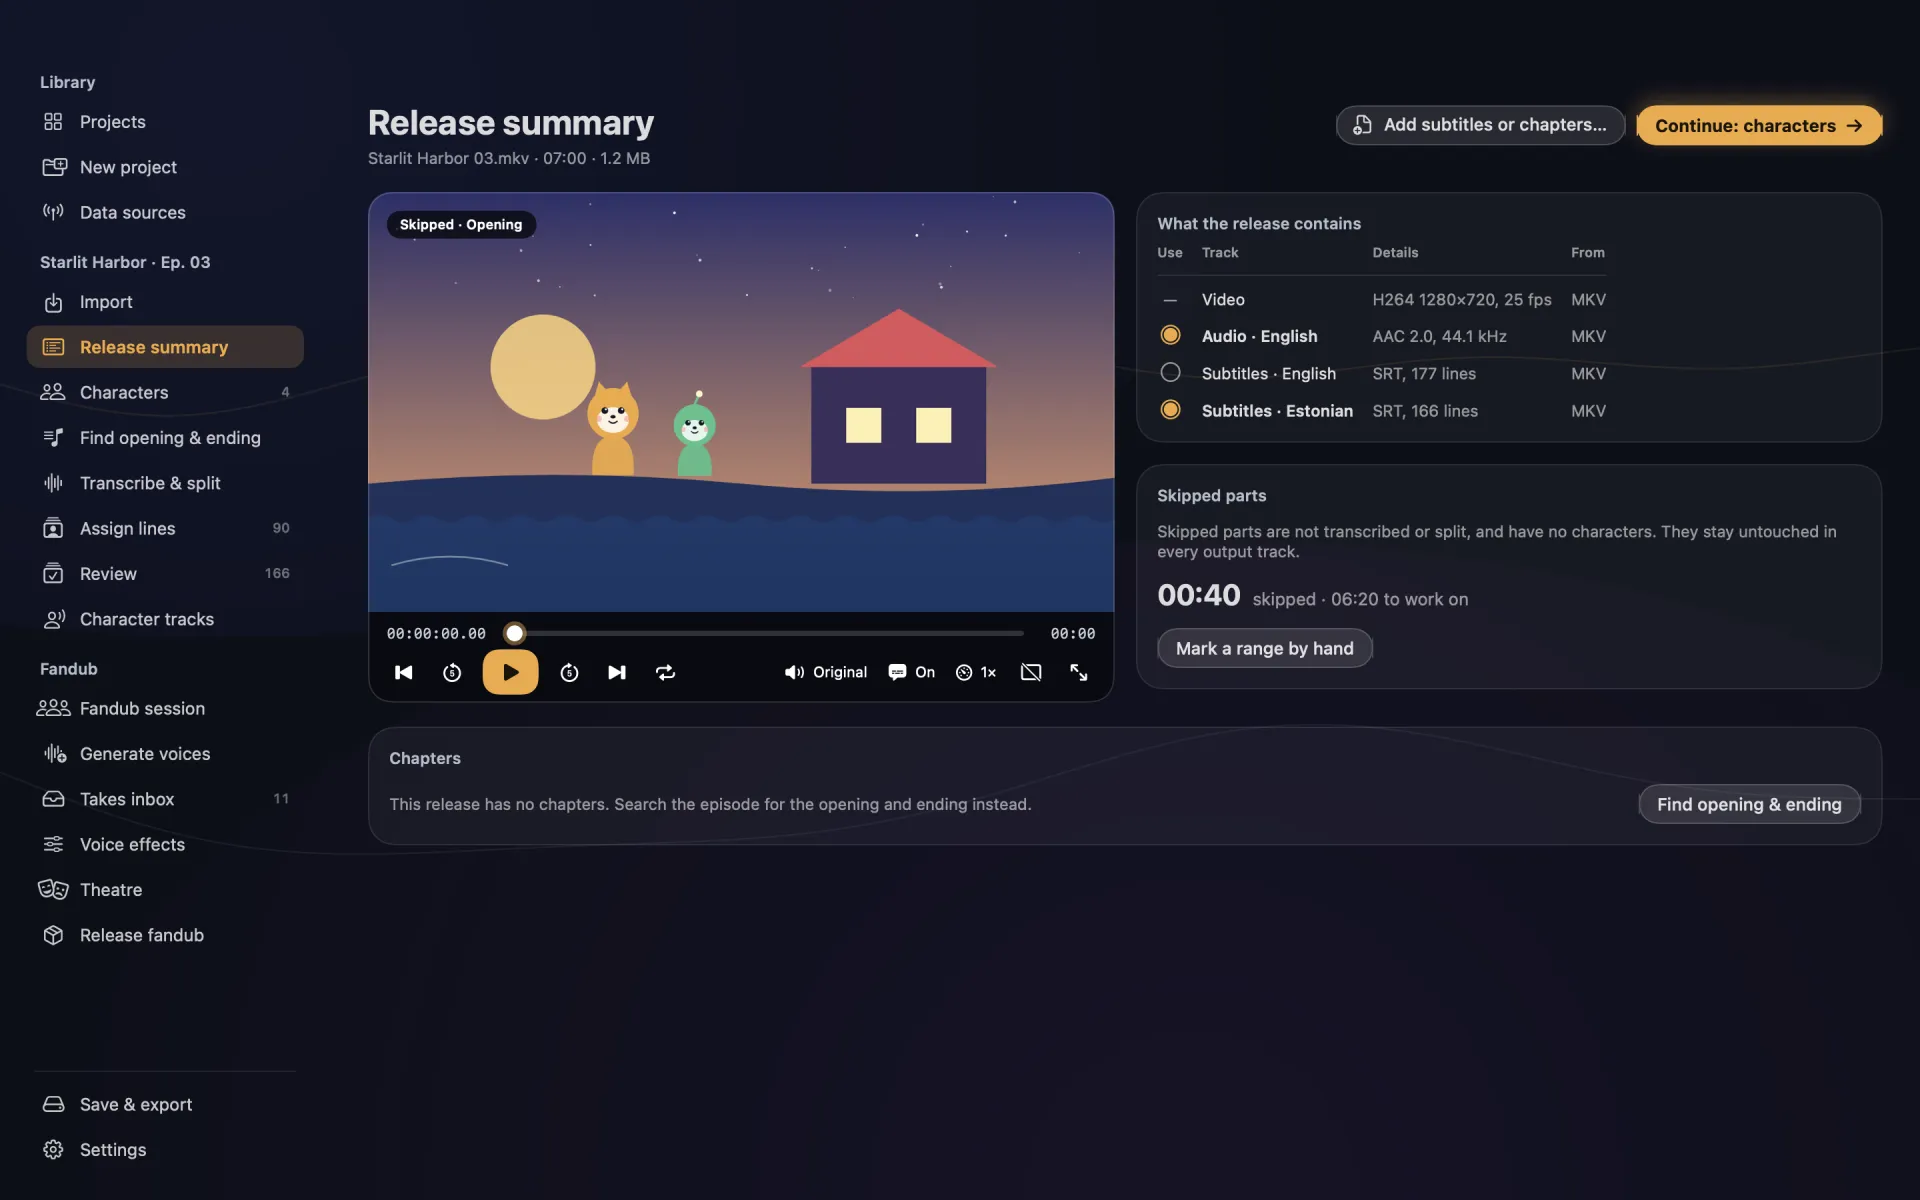 Library
Projects
New project
Data sources
Starlit Harbor · Ep. 03
Import
Release summary
Characters 4
Find opening & ending
Transcribe & split
Assign lines 90
Review 166
Character tracks
Fandub
Fandub session
Generate voices
Takes inbox 11
Voice effects
Theatre
Release fandub
Save & export
Settings
Release summary
Starlit Harbor 03.mkv · 07:00 · 1.2 MB
Add subtitles or chapters...
Continue: characters →
Skipped · Opening
00:00:00.00 00:00
5 5 Original On 1x
What the release contains
Use Track Details From
— Video H264 1280×720, 25 fps MKV
Audio · English AAC 2.0, 44.1 kHz MKV
Subtitles · English SRT, 177 lines MKV
Subtitles · Estonian SRT, 166 lines MKV
Skipped parts
Skipped parts are not transcribed or split, and have no characters. They stay untouched in
every output track.
00:40 skipped · 06:20 to work on
Mark a range by hand
Chapters
This release has no chapters. Search the episode for the opening and ending instead.
Find opening & ending